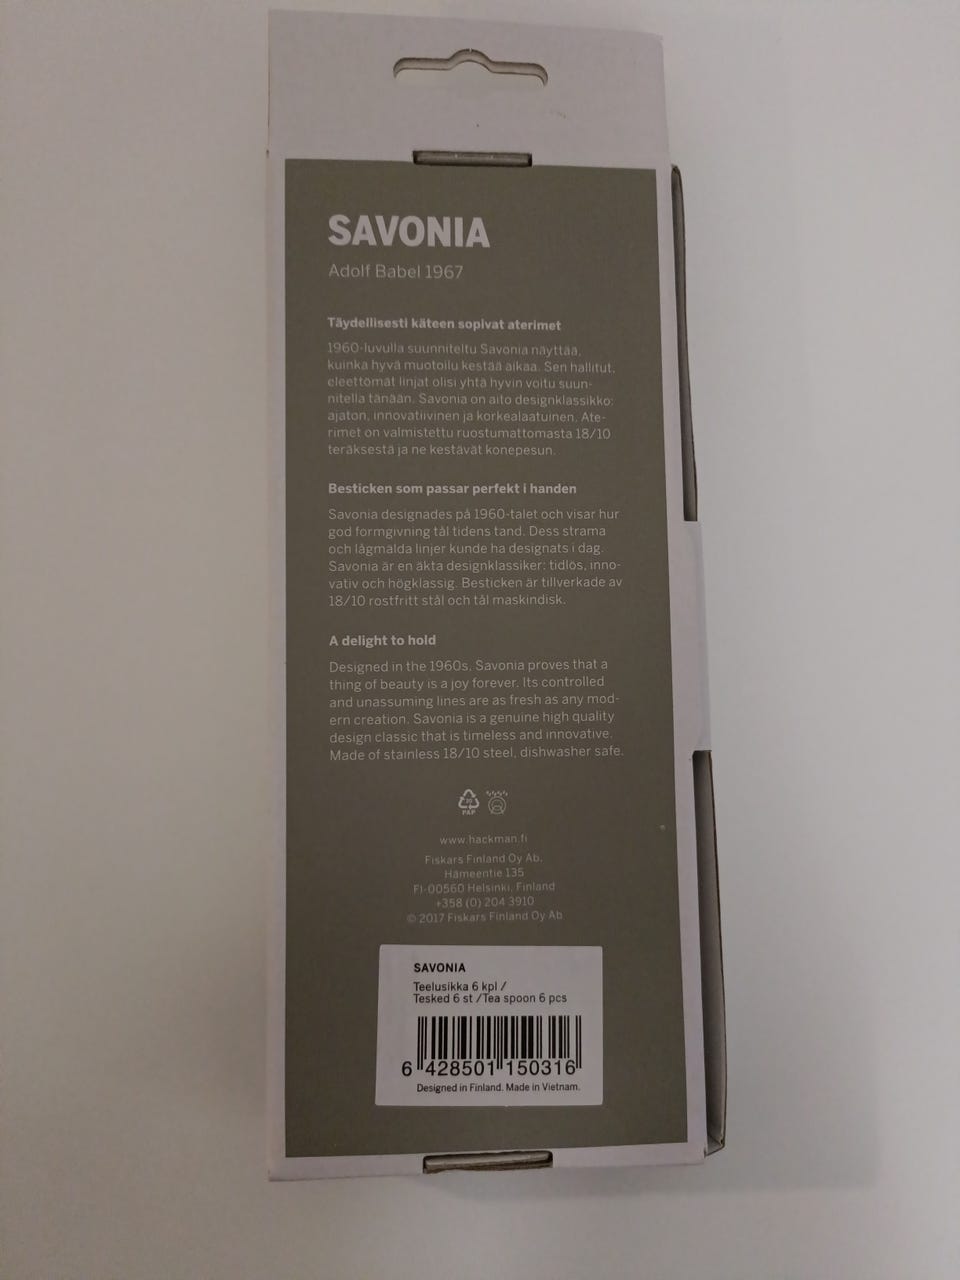 SAVONIA
Adolf Babel 1967
Täydellisesti käteen sopivat aterimet
1960-luvulla suunniteltu Savonia näyttää,
kuinka hyvä muotoilu kestää aikaa. Sen hallitut,
eleettömät linjat olisi yhtä hyvin voitu suun-
nitella tänään. Savonia on aito designklassikko:
ajaton, innovatiivinen ja korkealaatuinen. Ate-
rimet on valmistettu ruostumattomasta 18/10
teräksestä ja ne kestävät konepesun.
Besticken som passar perfekt i handen
Savonia designades på 1960-talet och visar hur
god formgivning tål tidens tand. Dess strama
och lågmälda linjer kunde ha designats i dag.
Savonia är en äkta designklassiker: tidlös, inno-
vativ och högklassig. Besticken är tillverkade av
18/10 rostfritt stål och tål maskindisk.
A delight to hold
Designed in the 1960s, Savonia proves that a
thing of beauty is a joy forever. Its controlled
and unassuming lines are as fresh as any mod-
ern creation. Savonia is a genuine high quality
design classic that is timeless and innovative.
Made of stainless 18/10 steel, dishwasher safe.
PAP
www.hackman.fi
Fiskars Finland Oy Ab,
Hämeentie 135
FI-00560 Helsinki, Finland
+358 (0) 204 3910
© 2017 Fiskars Finland Oy Ab
SAVONIA
Teelusikka 6 kpl /
Tesked 6 st /Tea spoon 6 pcs
6 428501 150316
Designed in Finland. Made in Vietnam.